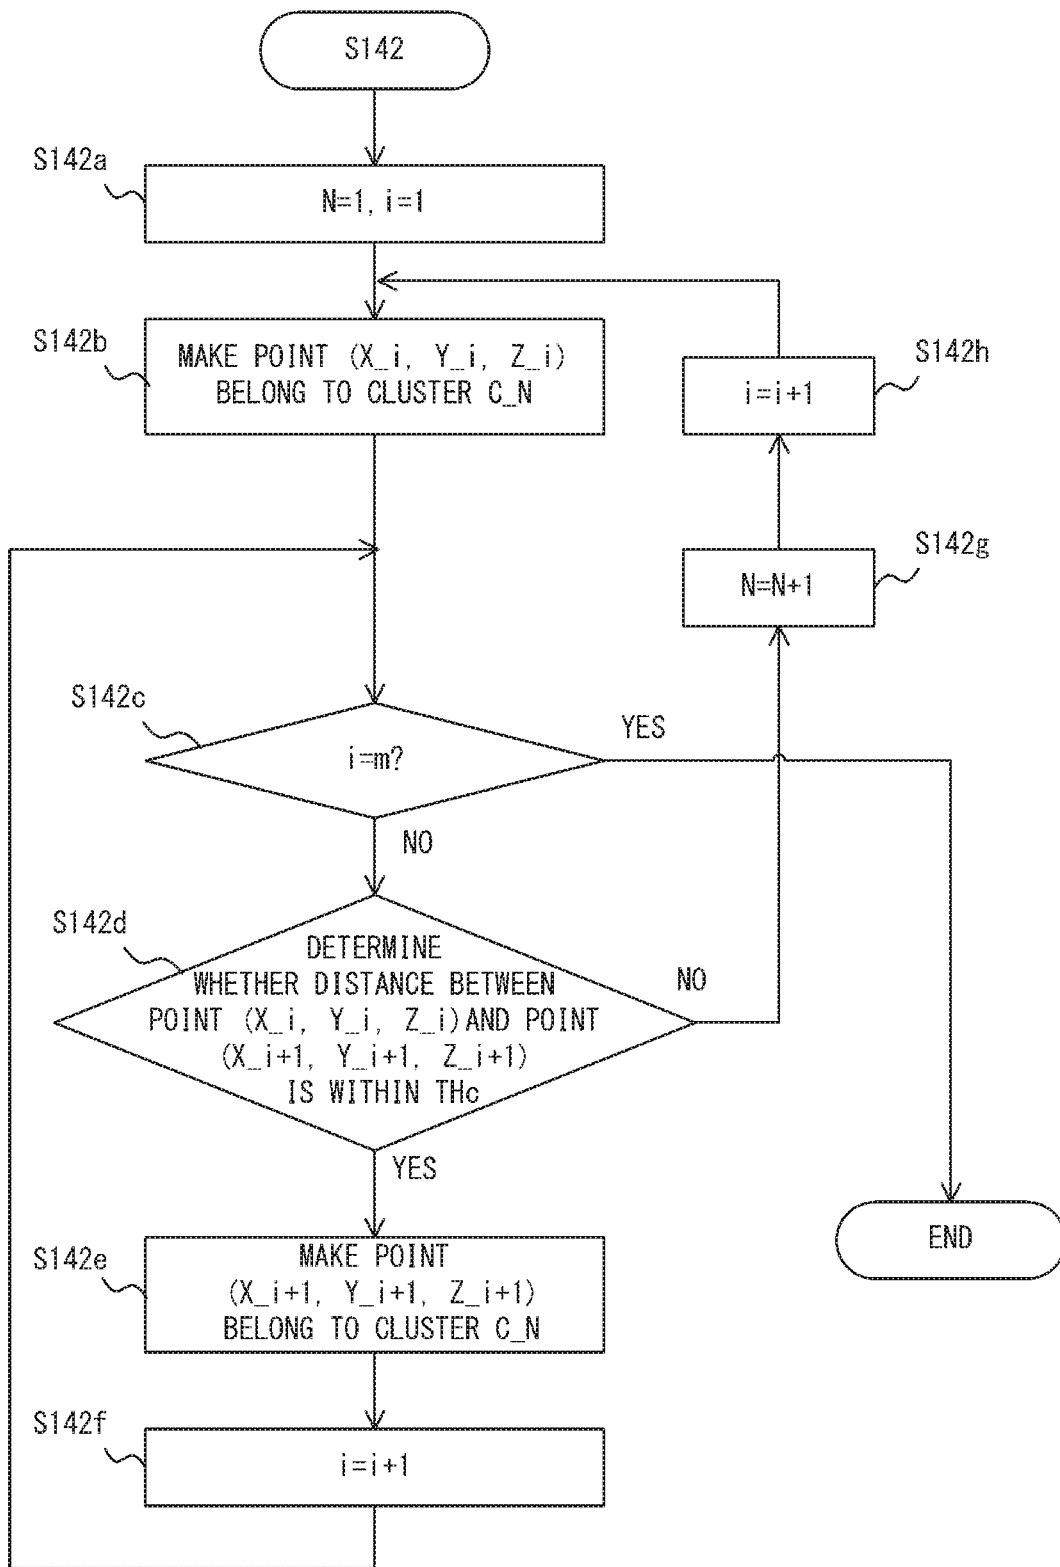 S142
S142a
N=1, i=1
S142b
MAKE POINT (X_i, Y_i, Z_i)
BELONG TO CLUSTER C_N
S142h
i=i+1
S142g
N=N+1
S142c
i=m?
YES
NO
S142d
DETERMINE
WHETHER DISTANCE BETWEEN
POINT (X_i, Y_i, Z_i)AND POINT
(X_i+1, Y_i+1, Z_i+1)
IS WITHIN THc
NO
YES
S142e
MAKE POINT
(X_i+1, Y_i+1, Z_i+1)
BELONG TO CLUSTER C_N
END
S142f
i=i+1